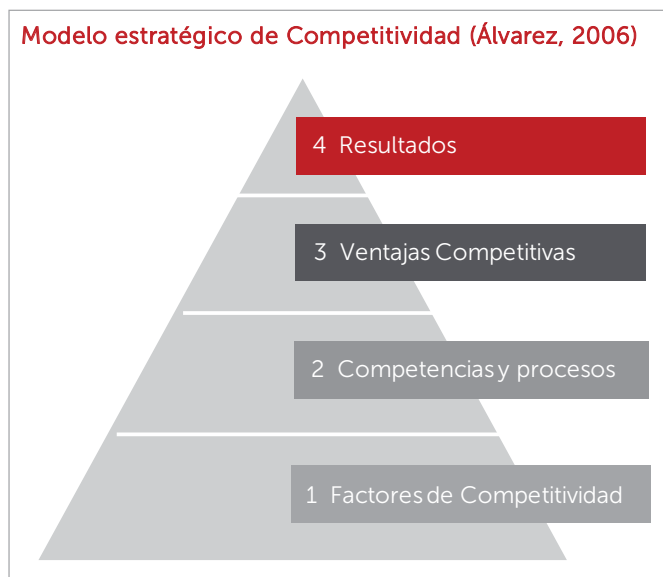 Modelo estratégico de Competitividad (Álvarez, 2006)
4 Resultados
3 Ventajas Competitivas
2 Competencias y procesos
1 Factores de Competitividad